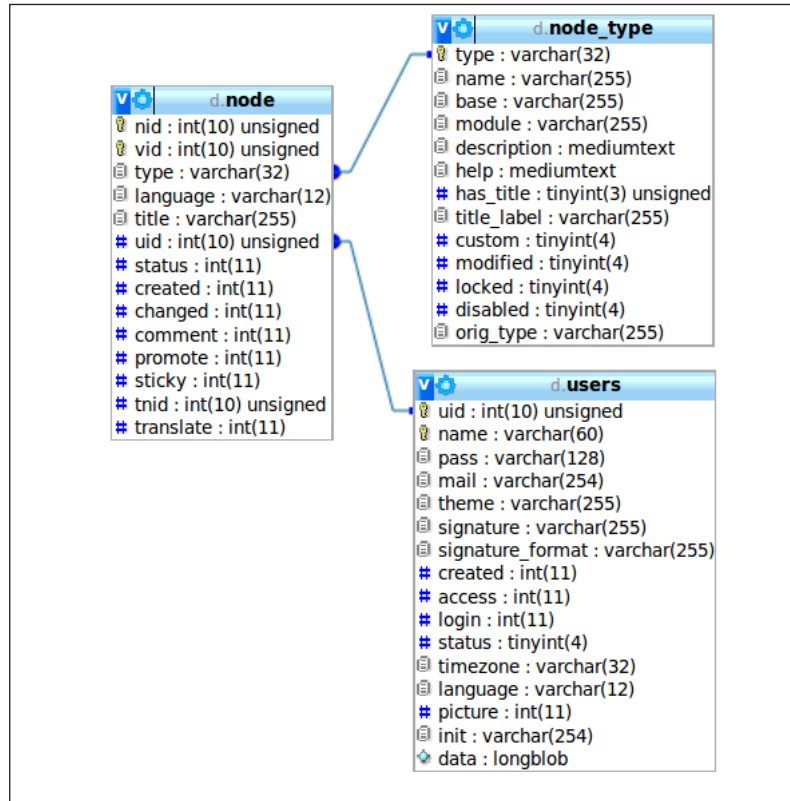 d.node
nid : int(10) unsigned
vid : int(10) unsigned
type : varchar(32)
language : varchar(12)
title : varchar(255)
uid : int(10) unsigned
status : int(11)
created : int(11)
changed : int(11)
comment : int(11)
promote : int(11)
sticky : int(11)
tnid : int(10) unsigned
translate : int(11)
d.node_type
type : varchar(32)
name : varchar(255)
base : varchar(255)
module : varchar(255)
description : mediumtext
help : mediumtext
has_title : tinyint(3) unsigned
title_label : varchar(255)
custom : tinyint(4)
modified : tinyint(4)
locked : tinyint(4)
disabled : tinyint(4)
orig_type : varchar(255)
d.users
uid : int(10) unsigned
name : varchar(60)
pass : varchar(128)
mail : varchar(254)
theme : varchar(255)
signature : varchar(255)
signature_format : varchar(255)
created : int(11)
access : int(11)
login : int(11)
status : tinyint(4)
timezone : varchar(32)
language : varchar(12)
picture : int(11)
init : varchar(254)
data : longblob